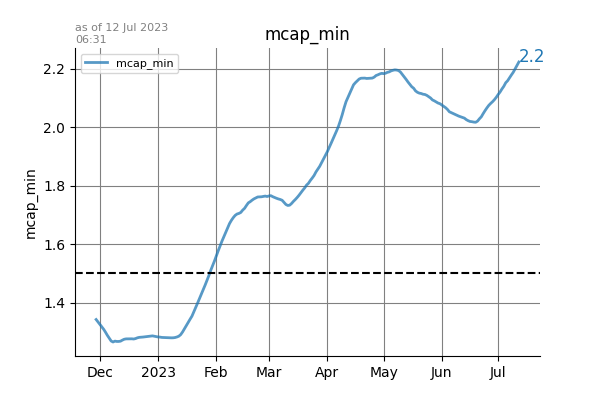 as of 12 Jul 2023
06:31
mcap_min
2.2
mcap_min
2.2
2.0
1.8
1.6
1.4
mcap_min
Dec
2023
Feb
Mar
Apr
May
Jun
Jul